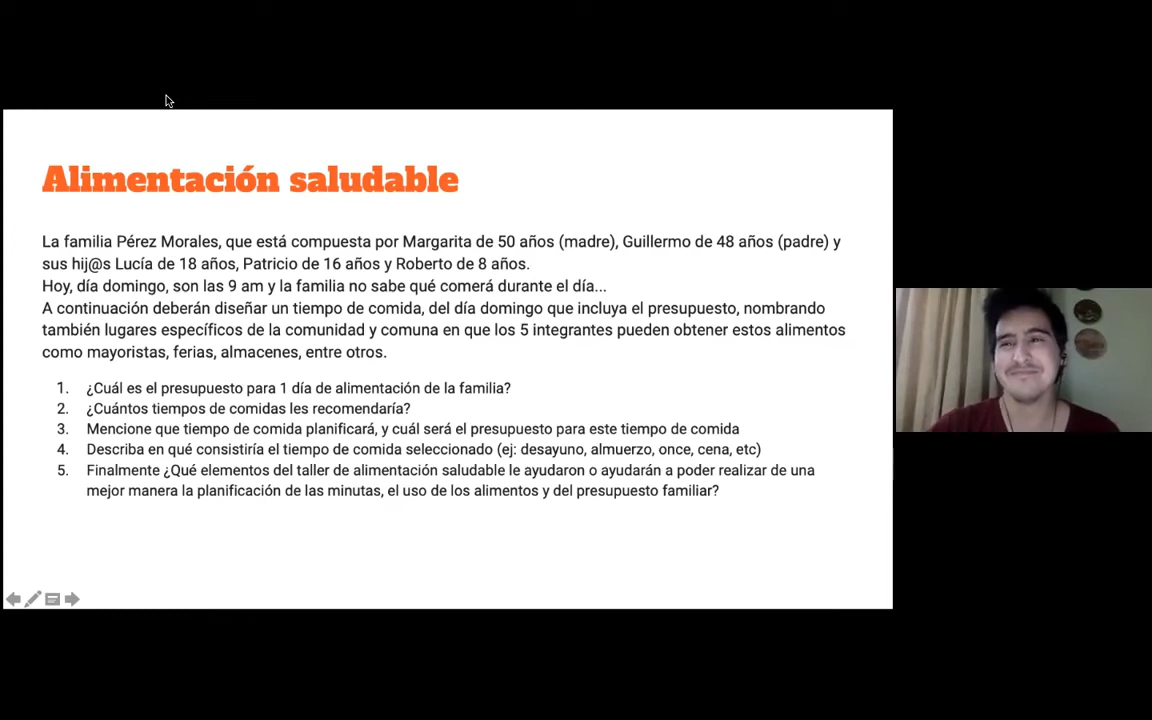 Alimentación saludable
La familia Pérez Morales, que está compuesta por Margarita de 50 años (madre), Guillermo de 48 años (padre) y
sus hij@s Lucía de 18 años, Patricio de 16 años y Roberto de 8 años.
Hoy, día domingo, son las 9 am y la familia no sabe qué comerá durante el día...
A continuación deberán diseñar un tiempo de comida, del día domingo que incluya el presupuesto, nombrando
también lugares específicos de la comunidad y comuna en que los 5 integrantes pueden obtener estos alimentos
como mayoristas, ferias, almacenes, entre otros.
1. ¿Cuál es el presupuesto para 1 día de alimentación de la familia?
2. ¿Cuántos tiempos de comidas les recomendaría?
3. Mencione que tiempo de comida planificará, y cuál será el presupuesto para este tiempo de comida
4. Describa en qué consistiría el tiempo de comida seleccionado (ej: desayuno, almuerzo, once, cena, etc)
5. Finalmente ¿Qué elementos del taller de alimentación saludable le ayudaron o ayudarán a poder realizar de una
mejor manera la planificación de las minutas, el uso de los alimentos y del presupuesto familiar?